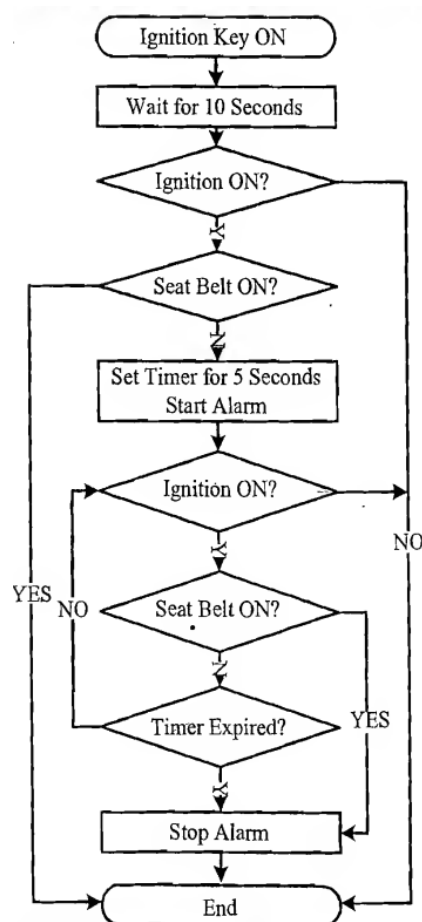 Ignition Key ON
Wait for 10 Seconds
Ignition ON?
Y
Seat Belt ON?
N
Set Timer for 5 Seconds
Start Alarm
Ignition ON?
NO
Y
YES
NO
Seat Belt ON?
N
Timer Expired?
YES
Y
Stop Alarm
End